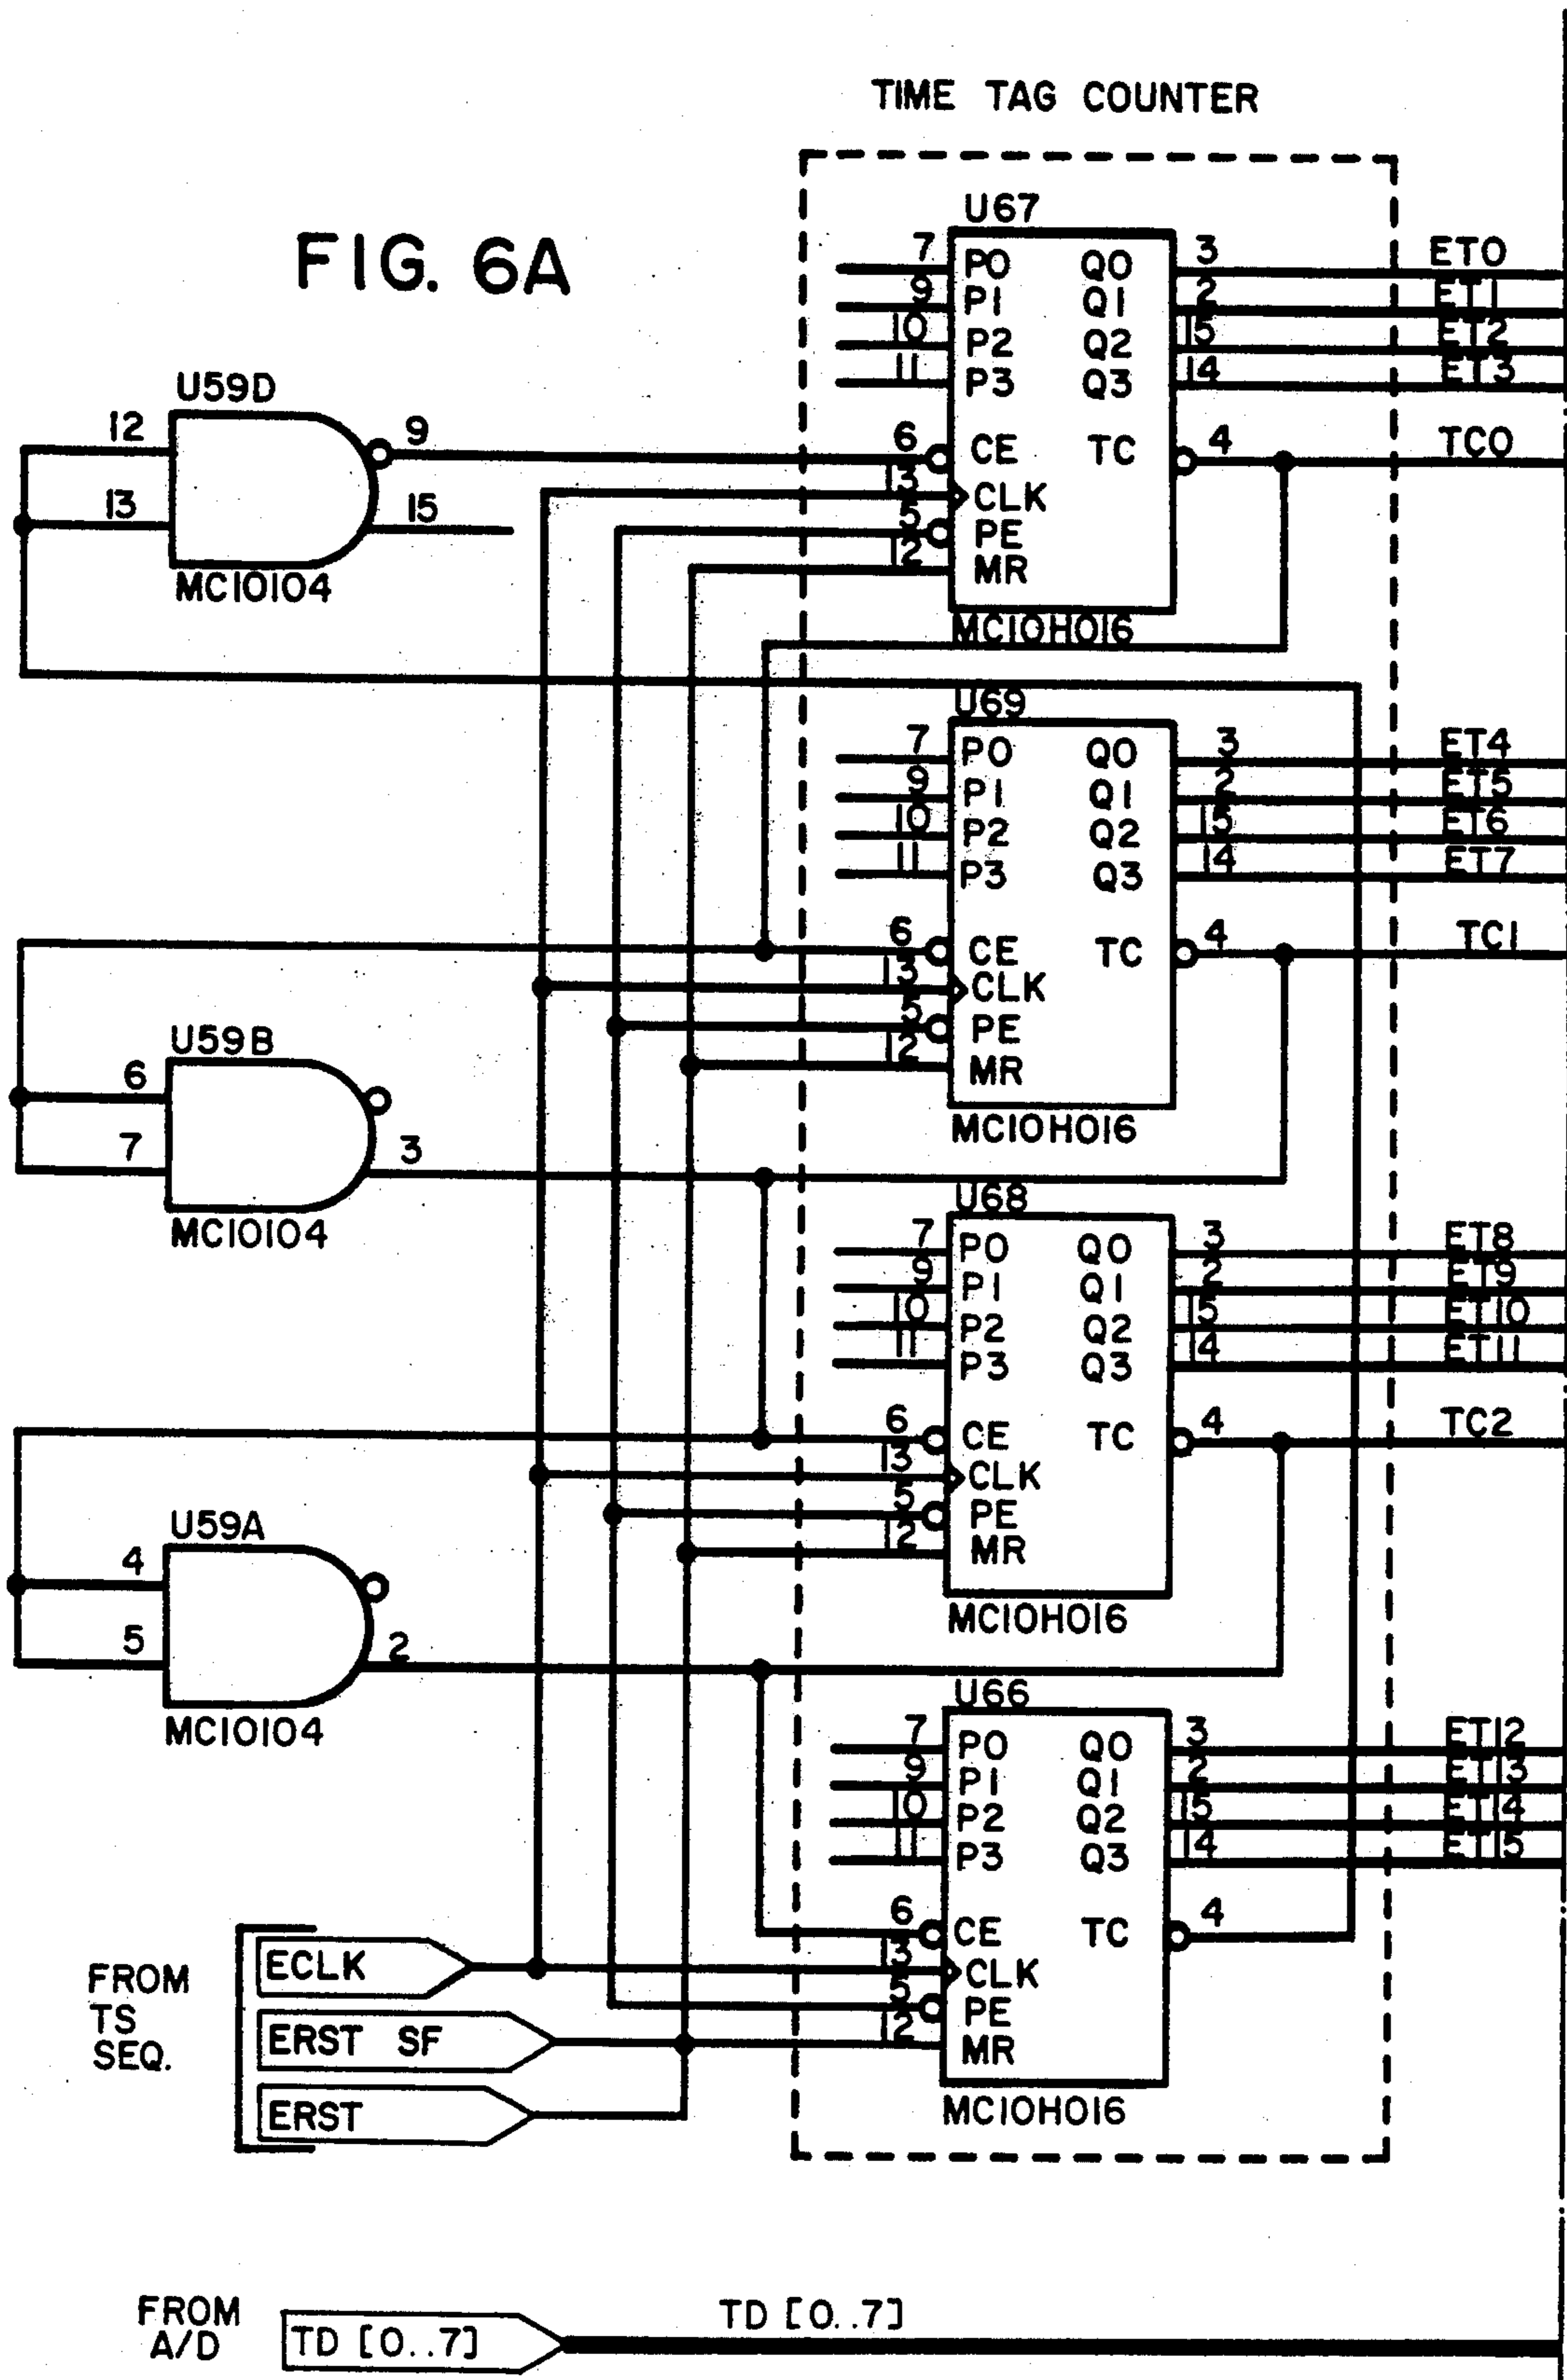 TIME TAG COUNTER
FIG. 6A
U67
7 P0 Q0 3 ET0
9 P1 Q1 2 ET1
10 P2 Q2 15 ET2
11 P3 Q3 14 ET3
6 CE TC 4 TC0
13 CLK
5 PE
12 MR
MC10H016
U59D
12 9
13 15
MC10104
U69
7 P0 Q0 3 ET4
9 P1 Q1 2 ET5
10 P2 Q2 15 ET6
11 P3 Q3 14 ET7
6 CE TC 4 TC1
13 CLK
5 PE
12 MR
MC10H016
U59B
6
7 3
MC10104
U68
7 P0 Q0 3 ET8
9 P1 Q1 2 ET9
10 P2 Q2 15 ET10
11 P3 Q3 14 ET11
6 CE TC 4 TC2
13 CLK
5 PE
12 MR
MC10H016
U59A
4
5 2
MC10104
U66
7 P0 Q0 3 ET12
9 P1 Q1 2 ET13
10 P2 Q2 15 ET14
11 P3 Q3 14 ET15
6 CE TC 4
13 CLK
5 PE
12 MR
MC10H016
FROM
TS
SEQ.
ECLK
ERST SF
ERST
FROM
A/D
TD [0..7]
TD [0..7]